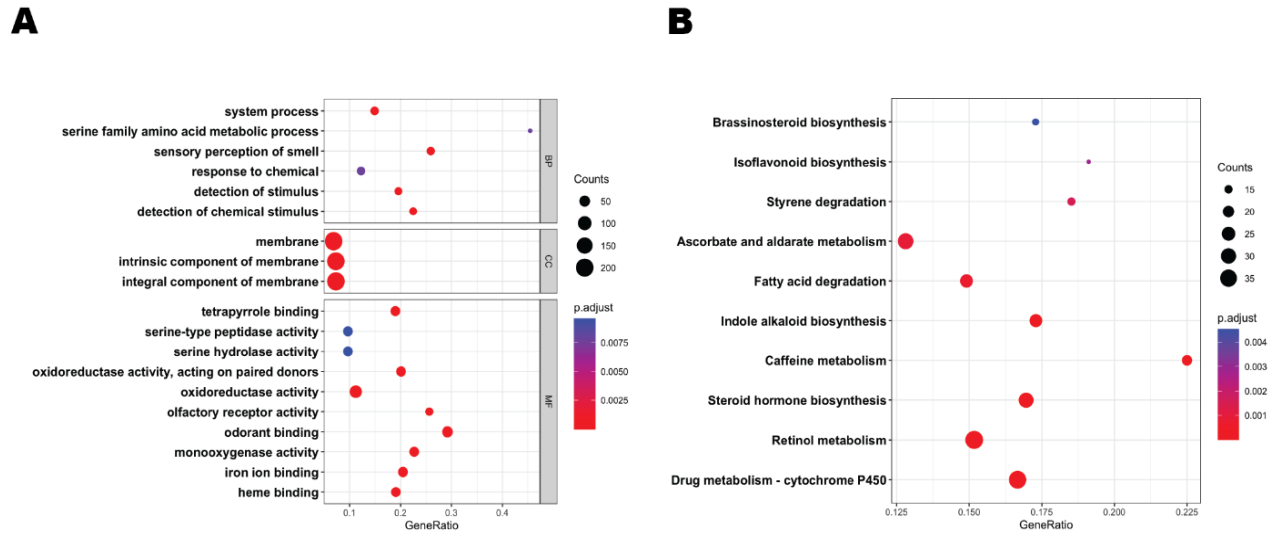 A
system process
serine family amino acid metabolic process
sensory perception of smell
response to chemical
detection of stimulus
detection of chemical stimulus
BP
membrane
intrinsic component of membrane
integral component of membrane
CC
tetrapyrrole binding
serine-type peptidase activity
serine hydrolase activity
oxidoreductase activity, acting on paired donors
oxidoreductase activity
olfactory receptor activity
odorant binding
monooxygenase activity
iron ion binding
heme binding
MF
0.1 0.2 0.3 0.4
GeneRatio
Counts
50
100
150
200
p.adjust
0.0075
0.0050
0.0025
B
Brassinosteroid biosynthesis
Isoflavonoid biosynthesis
Styrene degradation
Ascorbate and aldarate metabolism
Fatty acid degradation
Indole alkaloid biosynthesis
Caffeine metabolism
Steroid hormone biosynthesis
Retinol metabolism
Drug metabolism - cytochrome P450
0.125 0.150 0.175 0.200 0.225
GeneRatio
Counts
15
20
25
30
35
p.adjust
0.004
0.003
0.002
0.001